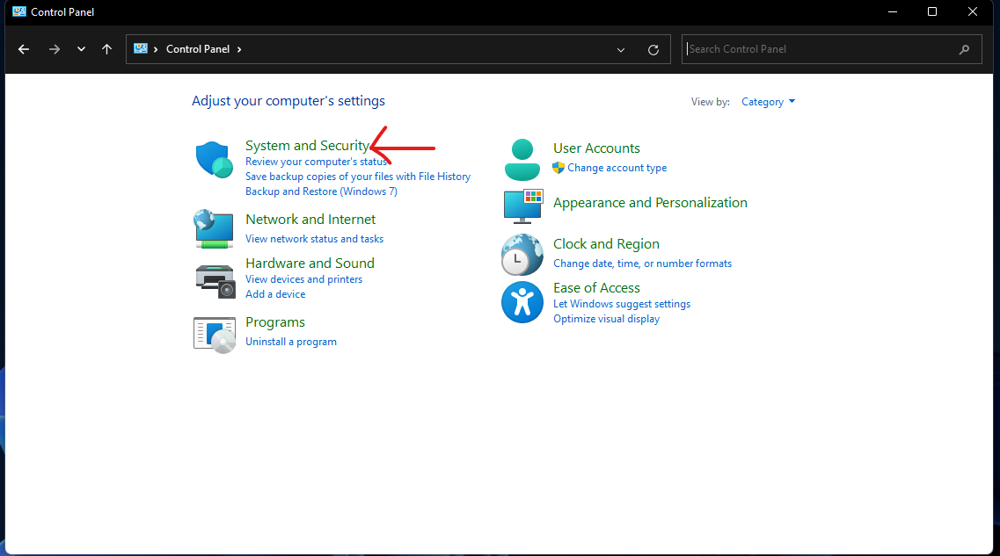 Control Panel
Control Panel
Search Control Panel
Adjust your computer's settings
View by: Category
System and Security
Review your computer's status
Save backup copies of your files with File History
Backup and Restore (Windows 7)
Network and Internet
View network status and tasks
Hardware and Sound
View devices and printers
Add a device
Programs
Uninstall a program
User Accounts
Change account type
Appearance and Personalization
Clock and Region
Change date, time, or number formats
Ease of Access
Let Windows suggest settings
Optimize visual display